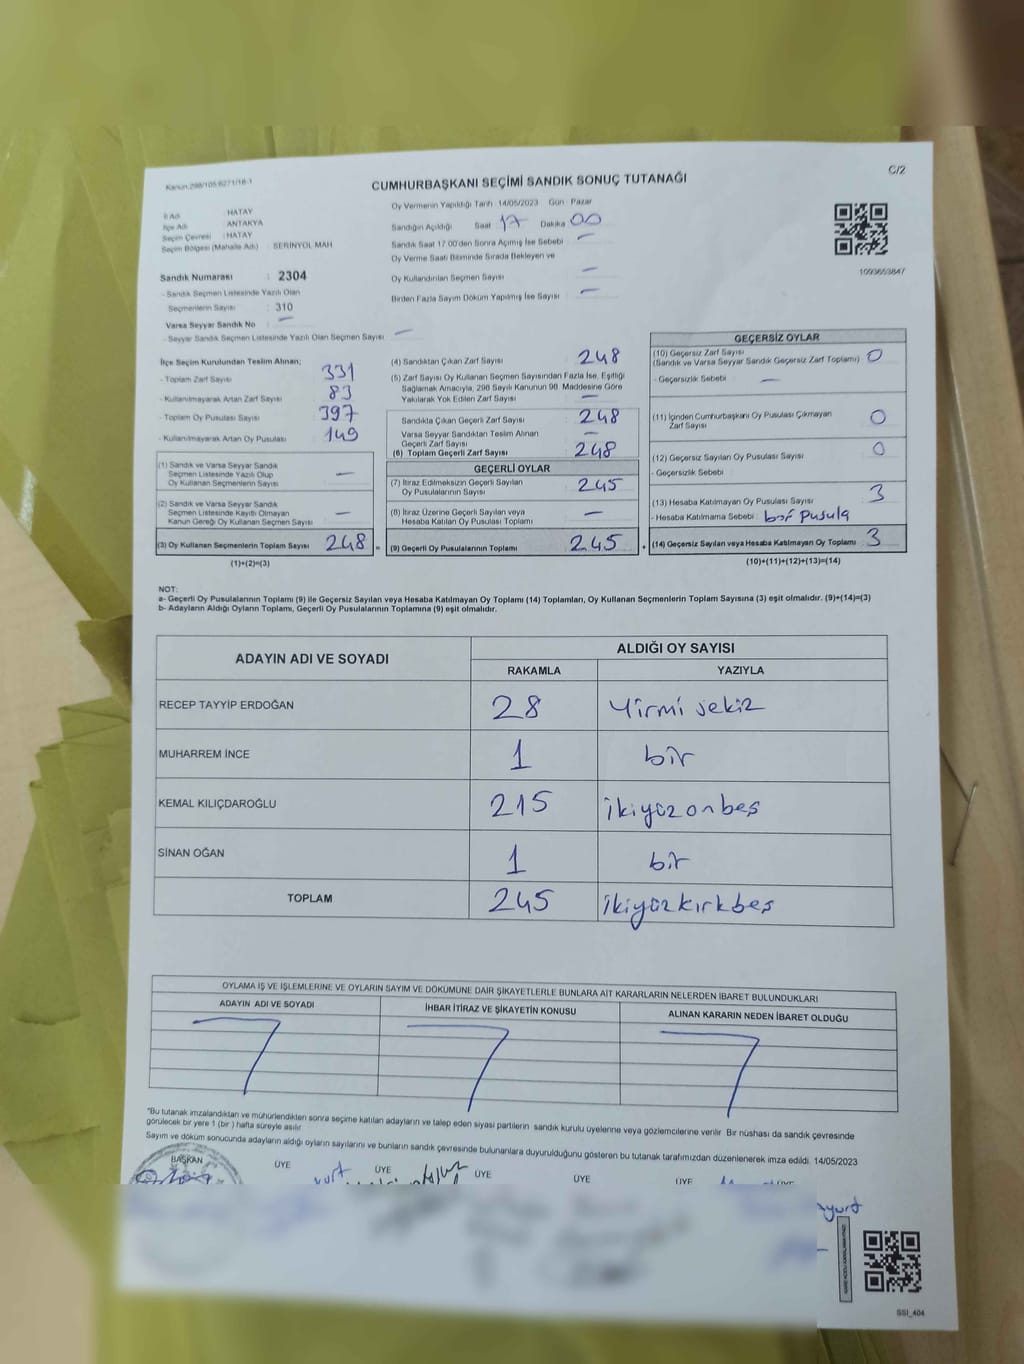 Kanun:298/105:6271/18-1
C/2
CUMHURBAŞKANI SEÇİMİ SANDIK SONUÇ TUTANAĞI
İl Adı : HATAY
İlçe Adı : ANTAKYA
Seçim Çevresi : HATAY
Seçim Bölgesi (Mahalle Adı) : SERİNYOL MAH
Sandık Numarası : 2304
- Sandık Seçmen Listesinde Yazılı Olan
Seçmenlerin Sayısı : 310
Varsa Seyyar Sandık No : —
- Seyyar Sandık Seçmen Listesinde Yazılı Olan Seçmen Sayısı : —
Oy Vermenin Yapıldığı Tarih 14/05/2023 Gün Pazar
Sandığın Açıldığı Saat 17 Dakika 00
Sandık Saat 17.00'den Sonra Açılmış İse Sebebi —
Oy Verme Saati Bitiminde Sırada Bekleyen ve
Oy Kullandırılan Seçmen Sayısı —
Birden Fazla Sayım Döküm Yapılmış İse Sayısı —
1093653847
İlçe Seçim Kurulundan Teslim Alınan;
- Toplam Zarf Sayısı 331
- Kullanılmayarak Artan Zarf Sayısı : 83
- Toplam Oy Pusulası Sayısı : 397
- Kullanılmayarak Artan Oy Pusulası : 149
(1) Sandık ve Varsa Seyyar Sandık
Seçmen Listesinde Yazılı Olup
Oy Kullanan Seçmenlerin Sayısı —
(2) Sandık ve Varsa Seyyar Sandık
Seçmen Listesinde Kayıtlı Olmayan
Kanun Gereği Oy Kullanan Seçmen Sayısı —
(3) Oy Kullanan Seçmenlerin Toplam Sayısı 248 =
(1)+(2)=(3)
(4) Sandıktan Çıkan Zarf Sayısı 248
(5) Zarf Sayısı Oy Kullanan Seçmen Sayısından Fazla İse, Eşitliği
Sağlamak Amacıyla, 298 Sayılı Kanunun 98. Maddesine Göre
Yakılarak Yok Edilen Zarf Sayısı —
Sandıkta Çıkan Geçerli Zarf Sayısı 248
Varsa Seyyar Sandıktan Teslim Alınan
Geçerli Zarf Sayısı —
(6) Toplam Geçerli Zarf Sayısı 248
GEÇERLİ OYLAR
(7) İtiraz Edilmeksizin Geçerli Sayılan
Oy Pusulalarının Sayısı 245
(8) İtiraz Üzerine Geçerli Sayılan veya
Hesaba Katılan Oy Pusulası Toplamı —
(9) Geçerli Oy Pusulalarının Toplamı 245 +
GEÇERSİZ OYLAR
(10) Geçersiz Zarf Sayısı
(Sandık ve Varsa Seyyar Sandık Geçersiz Zarf Toplamı) 0
- Geçersizlik Sebebi : —
(11) İçinden Cumhurbaşkanı Oy Pusulası Çıkmayan
Zarf Sayısı 0
(12) Geçersiz Sayılan Oy Pusulası Sayısı 0
- Geçersizlik Sebebi
(13) Hesaba Katılmayan Oy Pusulası Sayısı 3
- Hesaba Katılmama Sebebi : boş pusula
(14) Geçersiz Sayılan veya Hesaba Katılmayan Oy Toplamı 3
(10)+(11)+(12)+(13)=(14)
NOT:
a- Geçerli Oy Pusulalarının Toplamı (9) ile Geçersiz Sayılan veya Hesaba Katılmayan Oy Toplamı (14) Toplamları, Oy Kullanan Seçmenlerin Toplam Sayısına (3) eşit olmalıdır. (9)+(14)=(3)
b- Adayların Aldığı Oyların Toplamı, Geçerli Oy Pusulalarının Toplamına (9) eşit olmalıdır.
ADAYIN ADI VE SOYADI
ALDIĞI OY SAYISI
RAKAMLA YAZIYLA
RECEP TAYYİP ERDOĞAN 28 Yirmi sekiz
MUHARREM İNCE 1 bir
KEMAL KILIÇDAROĞLU 215 ikiyüzonbeş
SİNAN OĞAN 1 bir
TOPLAM 245 ikiyüzkırkbeş
OYLAMA İŞ VE İŞLEMLERİNE VE OYLARIN SAYIM VE DÖKÜMÜNE DAİR ŞİKAYETLERLE BUNLARA AİT KARARLARIN NELERDEN İBARET BULUNDUKLARI
ADAYIN ADI VE SOYADI İHBAR İTİRAZ VE ŞİKAYETİN KONUSU ALINAN KARARIN NEDEN İBARET OLDUĞU
"Bu tutanak imzalandıktan ve mühürlendikten sonra seçime katılan adayların ve talep eden siyasi partilerin sandık kurulu üyelerine veya gözlemcilerine verilir. Bir nüshası da sandık çevresinde
görülecek bir yere 1 (bir) hafta süreyle asılır.
Sayım ve döküm sonucunda adayların aldığı oyların sayılarını ve bunların sandık çevresinde bulunanlara duyurulduğunu gösteren bu tutanak tarafımızdan düzenlenerek imza edildi. 14/05/2023
BAŞKAN ÜYE ÜYE ÜYE ÜYE ÜYE ÜYE
SSI_404